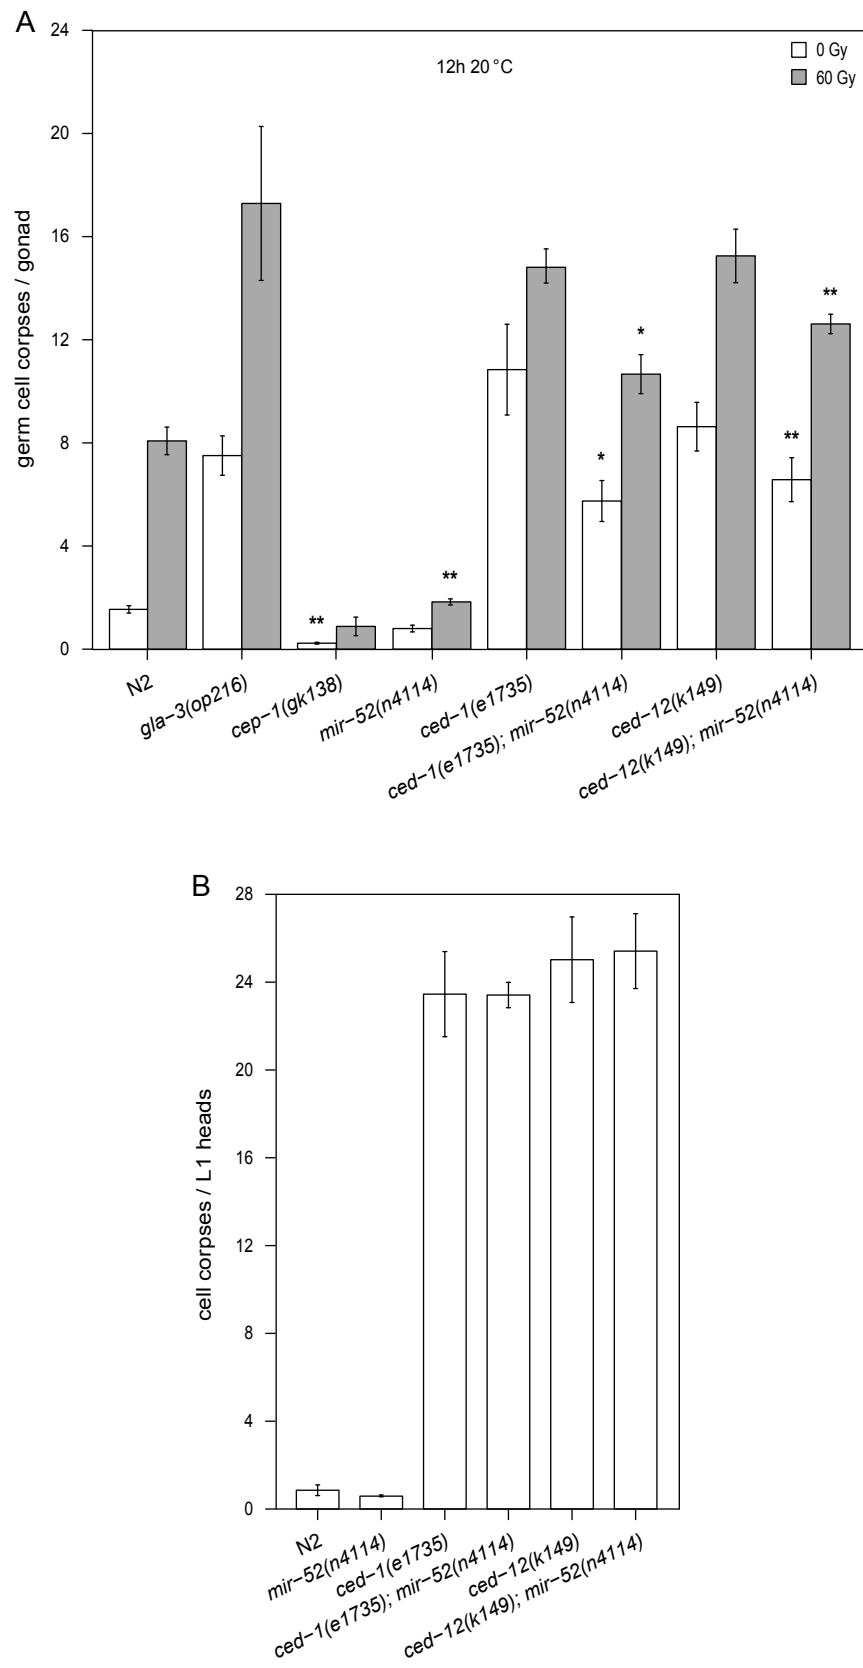 A
24
20
16
12
8
4
0
germ cell corpses / gonad
12h 20 °C
0 Gy
60 Gy
**
**
*
*
**
**
N2
gla−3(op216)
cep−1(gk138)
mir−52(n4114)
ced−1(e1735)
ced−1(e1735); mir−52(n4114)
ced−12(k149)
ced−12(k149); mir−52(n4114)
B
28
24
20
16
12
8
4
0
cell corpses / L1 heads
N2
mir−52(n4114)
ced−1(e1735)
ced−1(e1735); mir−52(n4114)
ced−12(k149)
ced−12(k149); mir−52(n4114)